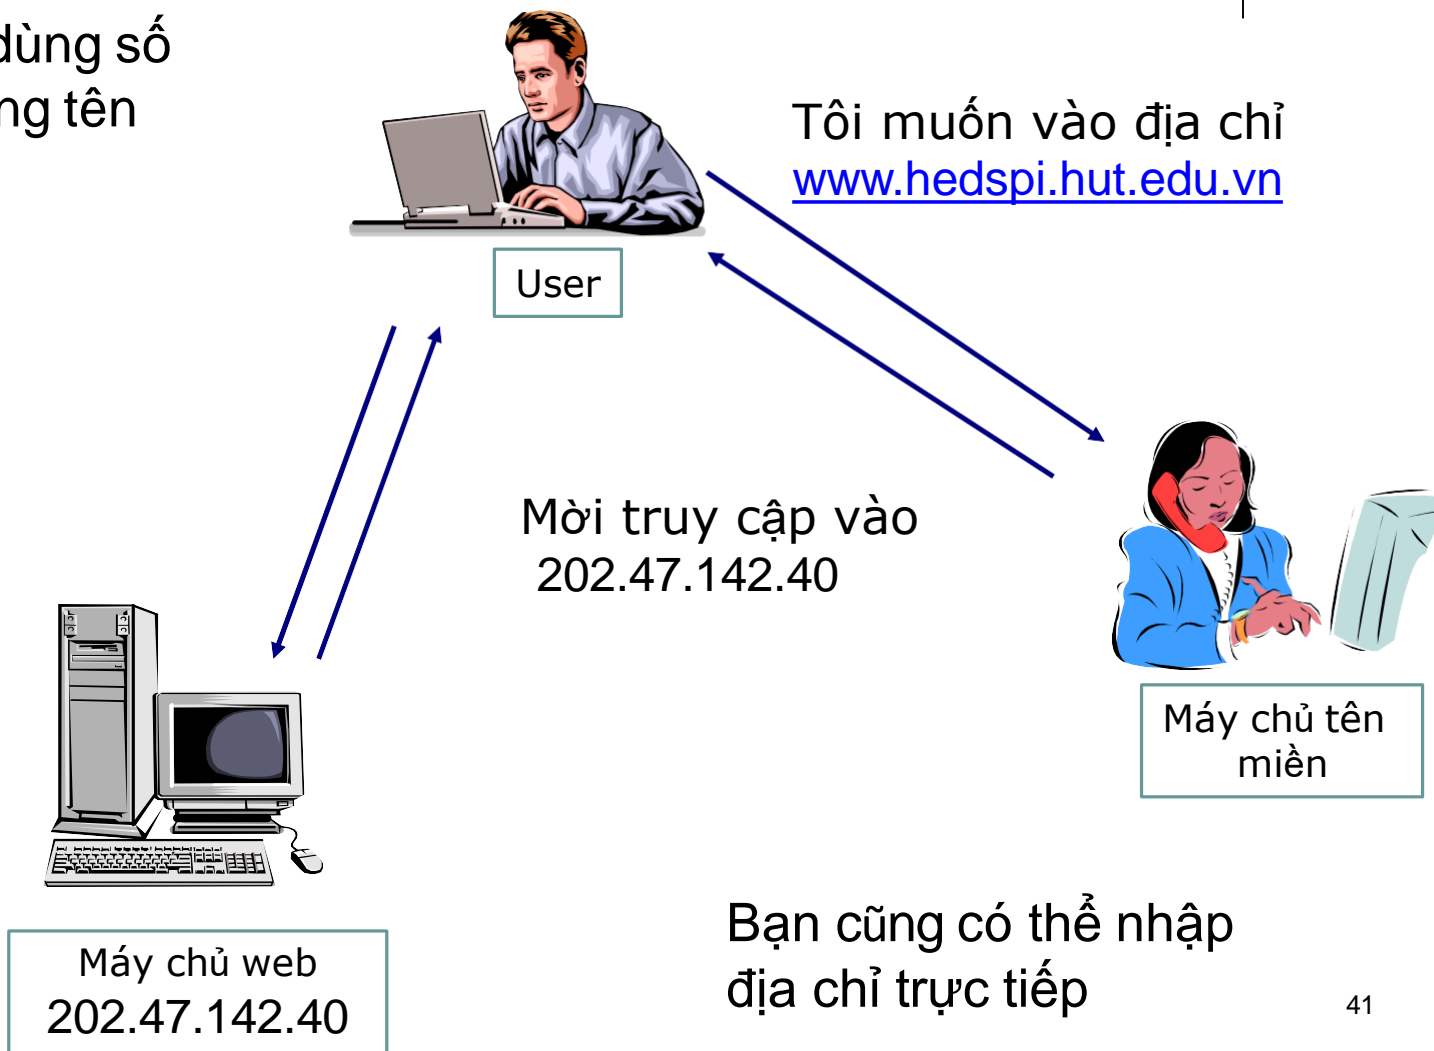 dùng số
ng tên
Tôi muốn vào địa chỉ
www.hedspi.hut.edu.vn
User
Mời truy cập vào
202.47.142.40
Máy chủ tên
miền
Máy chủ web
202.47.142.40
Bạn cũng có thể nhập
địa chỉ trực tiếp
41